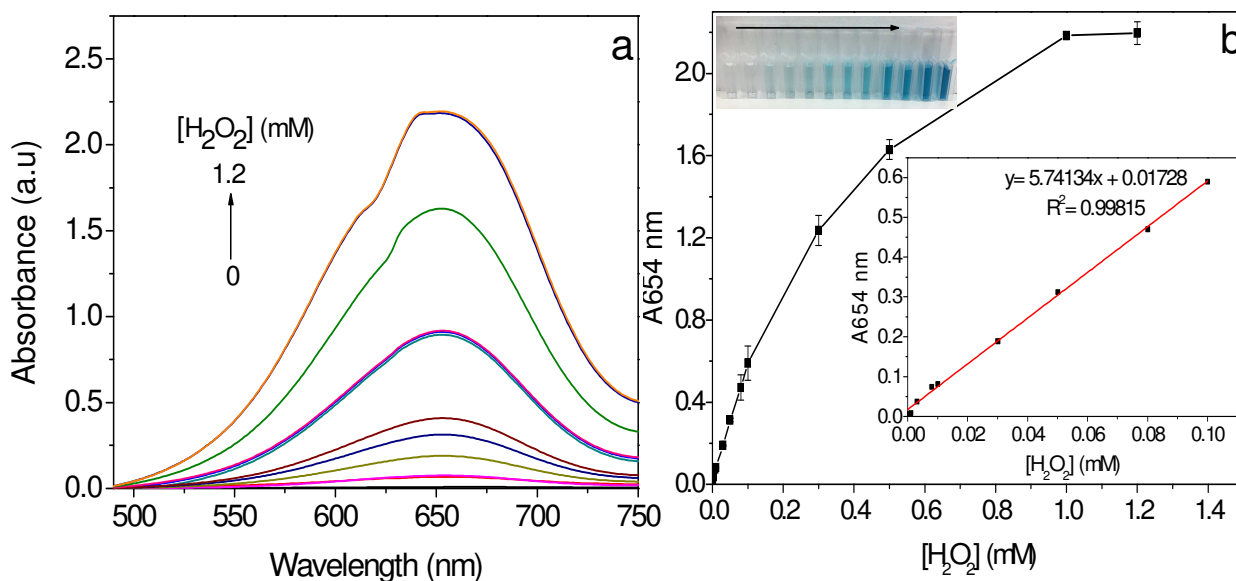 a
[H2O2] (mM)
1.2
0
Absorbance (a.u)
2.5
2.0
1.5
1.0
0.5
0.0
500 550 600 650 700 750
Wavelength (nm)
b
A654 nm
2.0
1.6
1.2
0.8
0.4
0.0
0.0 0.2 0.4 0.6 0.8 1.0 1.2 1.4
[H2O2] (mM)
y= 5.74134x + 0.01728
R2= 0.99815
A654 nm
0.6
0.5
0.4
0.3
0.2
0.1
0.0
0.00 0.02 0.04 0.06 0.08 0.10
[H2O2] (mM)